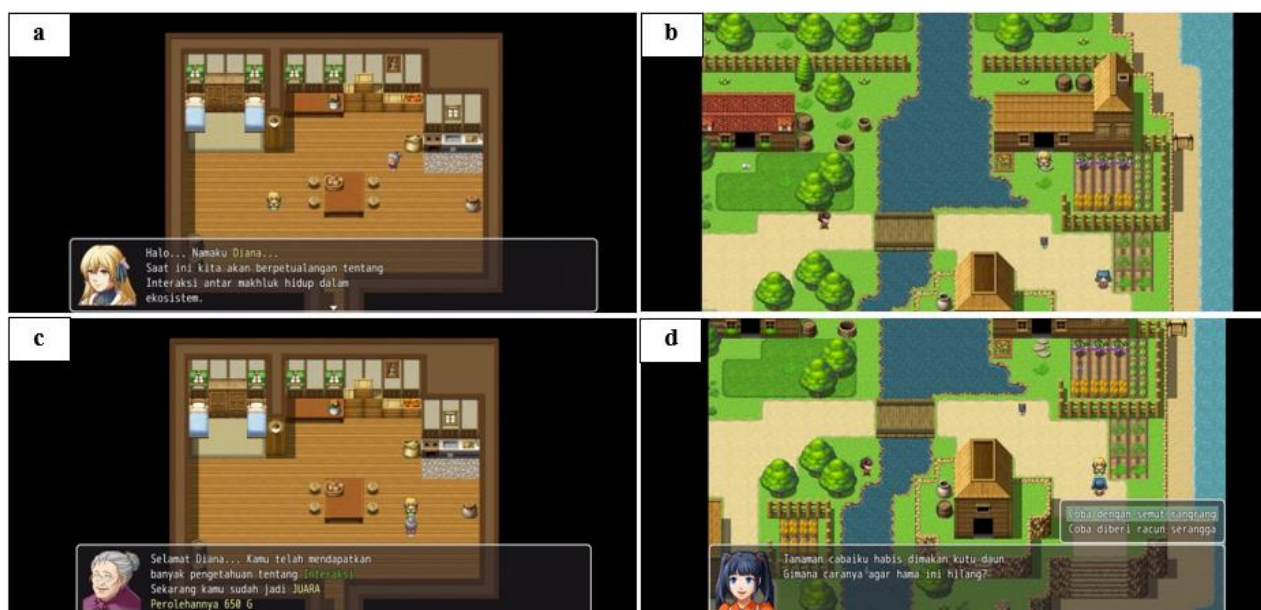 a
Halo... Namaku Diana...
Saat ini kita akan berpetualangan tentang
Interaksi antar makhluk hidup dalam
ekosistem.
b
c
Selamat Diana... Kamu telah mendapatkan
banyak pengetahuan tentang Interaksi
Sekarang kamu sudah jadi JUARA
Perolehannya 650 G
d
Coba dengan semut rangrang
Coba diberi racun serangga
Tanaman cabaiku habis dimakan kutu daun
Gimana caranya agar hama ini hilang?